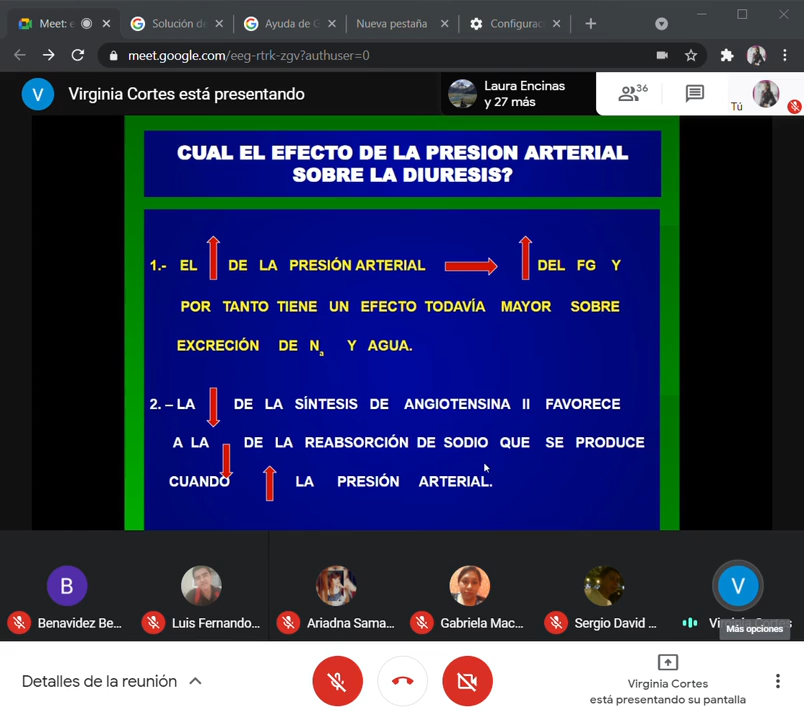 Meet: e
Solución de
Ayuda de G
Nueva pestaña
Configurac
meet.google.com/eeg-rtrk-zgv?authuser=0
V
Virginia Cortes está presentando
Laura Encinas
y 27 más
36
Tú
CUAL EL EFECTO DE LA PRESION ARTERIAL
SOBRE LA DIURESIS?
1.- EL DE LA PRESIÓN ARTERIAL DEL FG Y
POR TANTO TIENE UN EFECTO TODAVÍA MAYOR SOBRE
EXCRECIÓN DE Na Y AGUA.
2. – LA DE LA SÍNTESIS DE ANGIOTENSINA II FAVORECE
A LA DE LA REABSORCIÓN DE SODIO QUE SE PRODUCE
CUANDO LA PRESIÓN ARTERIAL.
B
V
Benavidez Be...
Luis Fernando...
Ariadna Sama...
Gabriela Mac...
Sergio David ...
Más opciones
Detalles de la reunión
Virginia Cortes
está presentando su pantalla